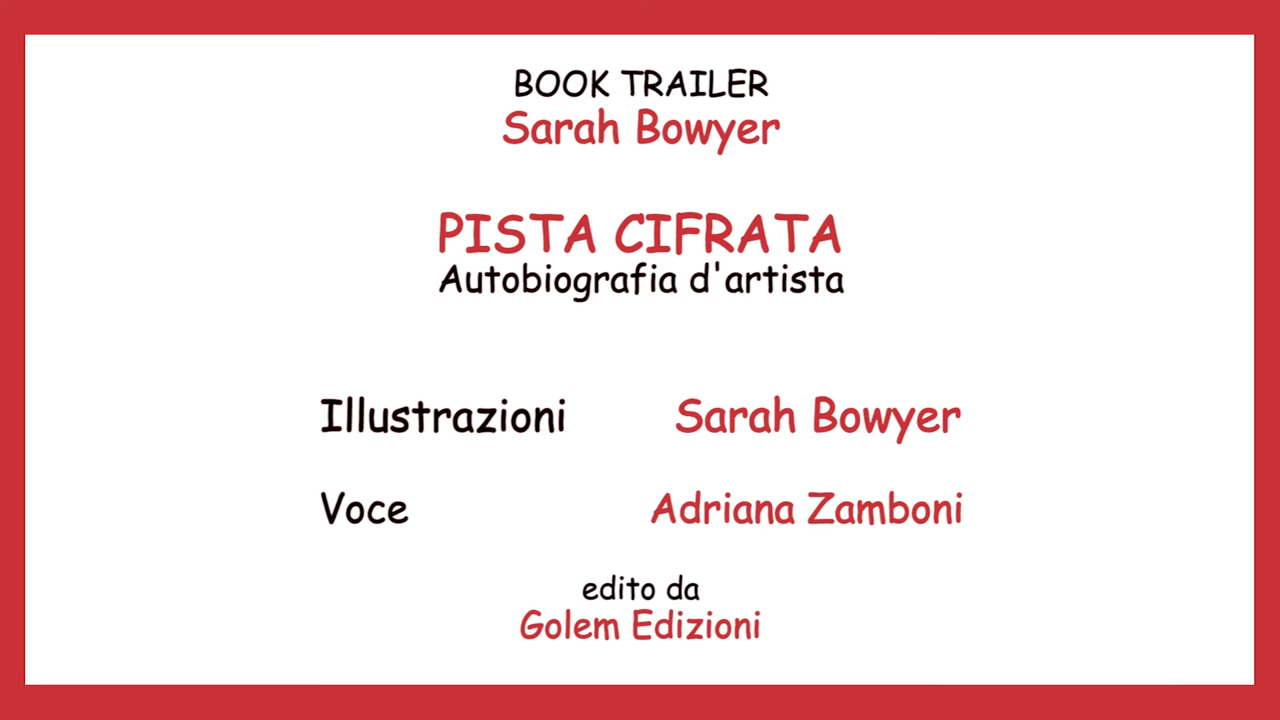 BOOK TRAILER
Sarah Bowyer
PISTA CIFRATA
Autobiografia d'artista
Illustrazioni Sarah Bowyer
Voce Adriana Zamboni
edito da
Golem Edizioni